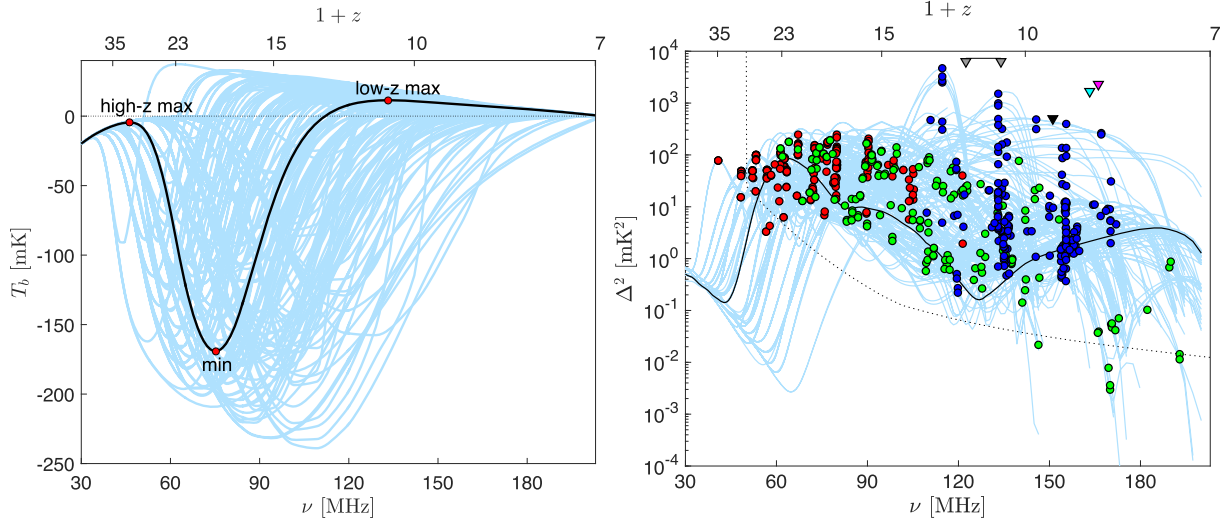 1 + z
35 23 15 10 7
high-z max
low-z max
min
0
-50
-100
-150
-200
-250
T_b [mK]
30 60 90 120 150 180
ν [MHz]
1 + z
35 23 15 10 7
10^4
10^3
10^2
10^1
10^0
10^-1
10^-2
10^-3
10^-4
Δ^2 [mK^2]
30 60 90 120 150 180
ν [MHz]